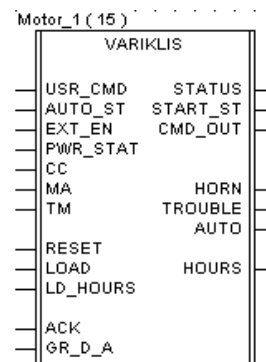 Motor_1 ( 15 )
VARIKLIS
USR_CMD STATUS
AUTO_ST START_ST
EXT_EN CMD_OUT
PWR_STAT
CC
MA HORN
TM TROUBLE
AUTO
RESET
LOAD HOURS
LD_HOURS
ACK
GR_D_A